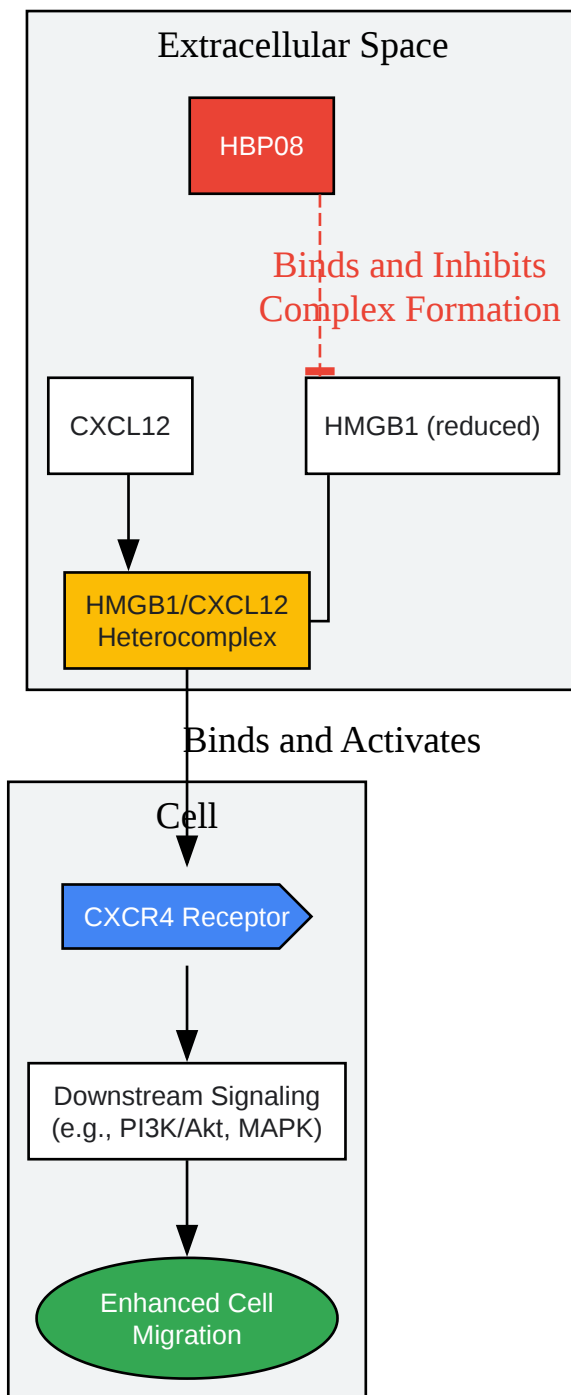 Extracellular Space
HBP08
Binds and Inhibits
Complex Formation
CXCL12
HMGB1 (reduced)
HMGB1/CXCL12
Heterocomplex
Binds and Activates
Cell
CXCR4 Receptor
Downstream Signaling
(e.g., PI3K/Akt, MAPK)
Enhanced Cell
Migration